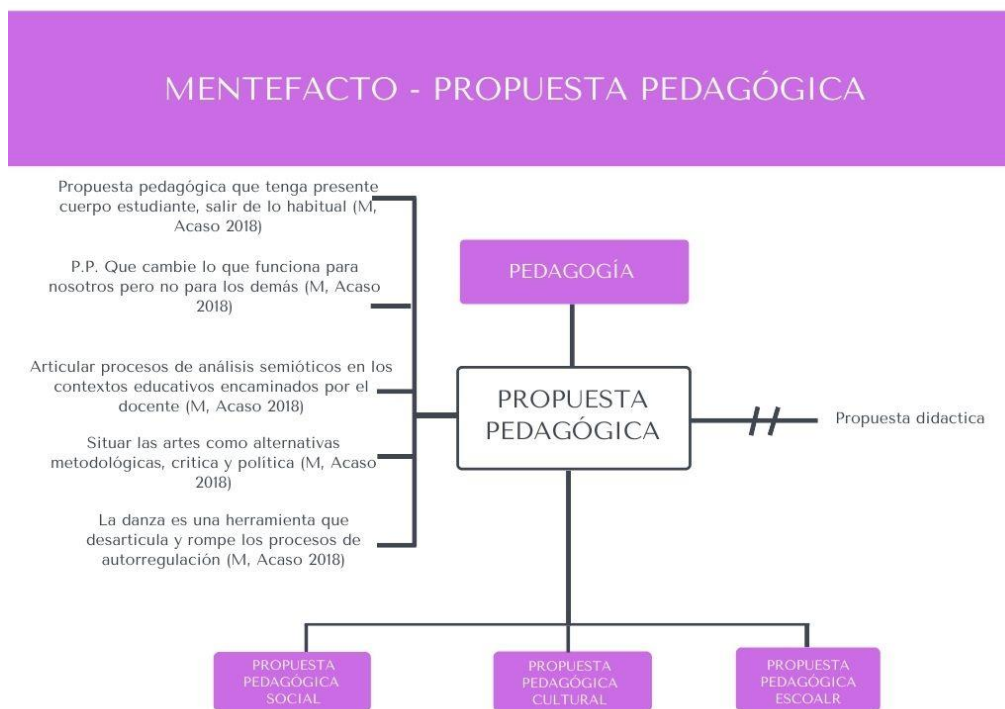 MENTEFACTO - PROPUESTA PEDAGÓGICA
Propuesta pedagógica que tenga presente
cuerpo estudiante, salir de lo habitual (M,
Acaso 2018)
P.P. Que cambie lo que funciona para
nosotros pero no para los demás (M, Acaso
2018)
Articular procesos de análisis semióticos en los
contextos educativos encaminados por el
docente (M, Acaso 2018)
Situar las artes como alternativas
metodológicas, critica y política (M, Acaso
2018)
La danza es una herramienta que
desarticula y rompe los procesos de
autorregulación (M, Acaso 2018)
PEDAGOGÍA
PROPUESTA
PEDAGÓGICA
Propuesta didactica
PROPUESTA
PEDAGÓGICA
SOCIAL
PROPUESTA
PEDAGÓGICA
CULTURAL
PROPUESTA
PEDAGÓGICA
ESCOALR